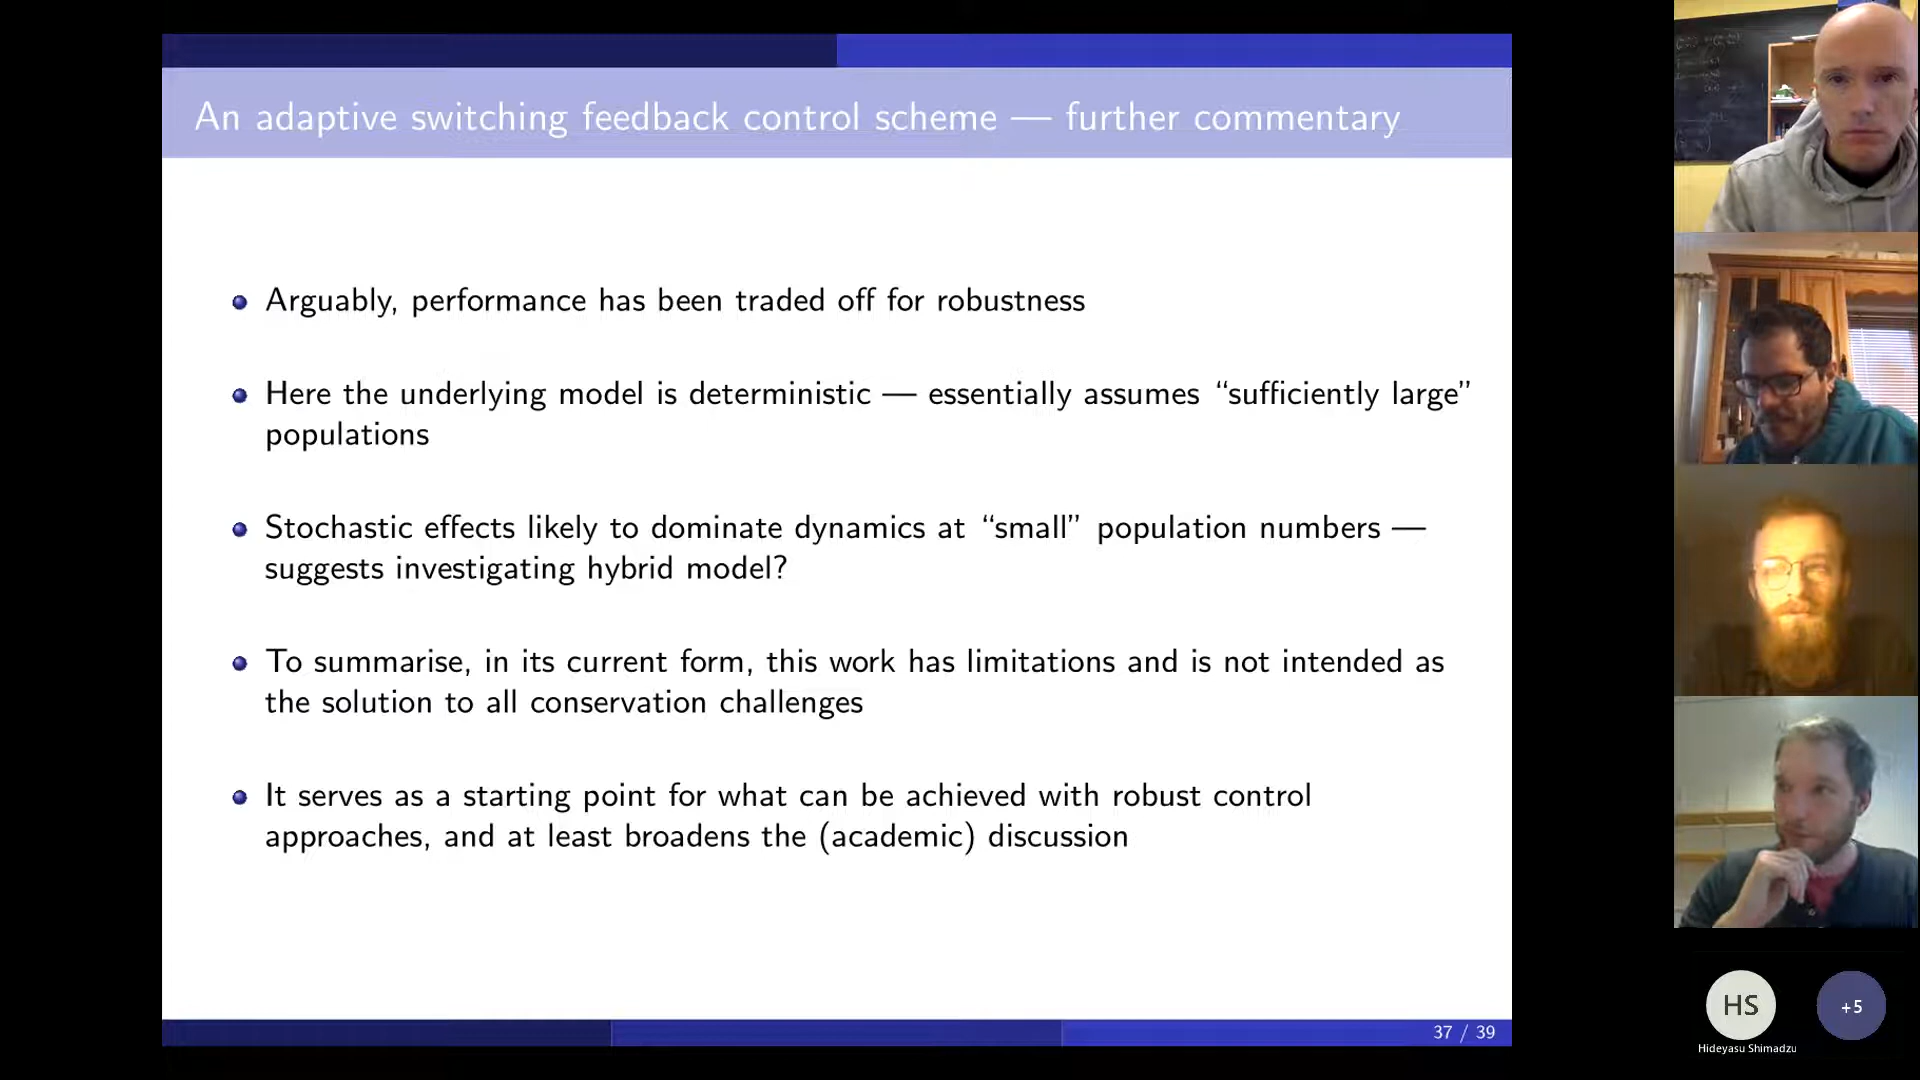 An adaptive switching feedback control scheme — further commentary
Arguably, performance has been traded off for robustness
Here the underlying model is deterministic — essentially assumes “sufficiently large”
populations
Stochastic effects likely to dominate dynamics at “small” population numbers —
suggests investigating hybrid model?
To summarise, in its current form, this work has limitations and is not intended as
the solution to all conservation challenges
It serves as a starting point for what can be achieved with robust control
approaches, and at least broadens the (academic) discussion
37 / 39
HS
+5
Hideyasu Shimadzu